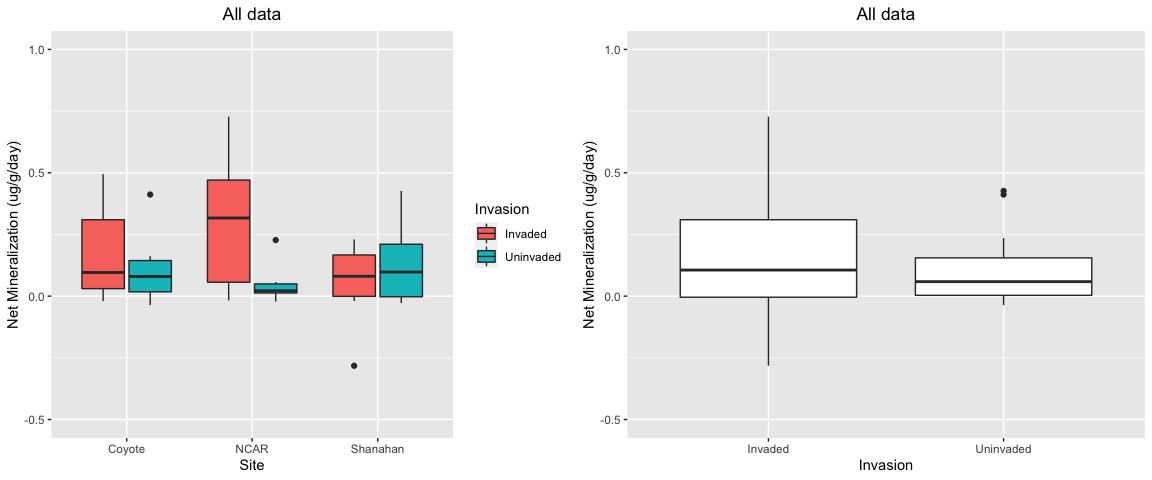 All data
Net Mineralization (ug/g/day)
1.0
0.5
0.0
-0.5
Coyote NCAR Shanahan
Site
Invasion
Invaded
Uninvaded
All data
Net Mineralization (ug/g/day)
1.0
0.5
0.0
-0.5
Invaded Uninvaded
Invasion